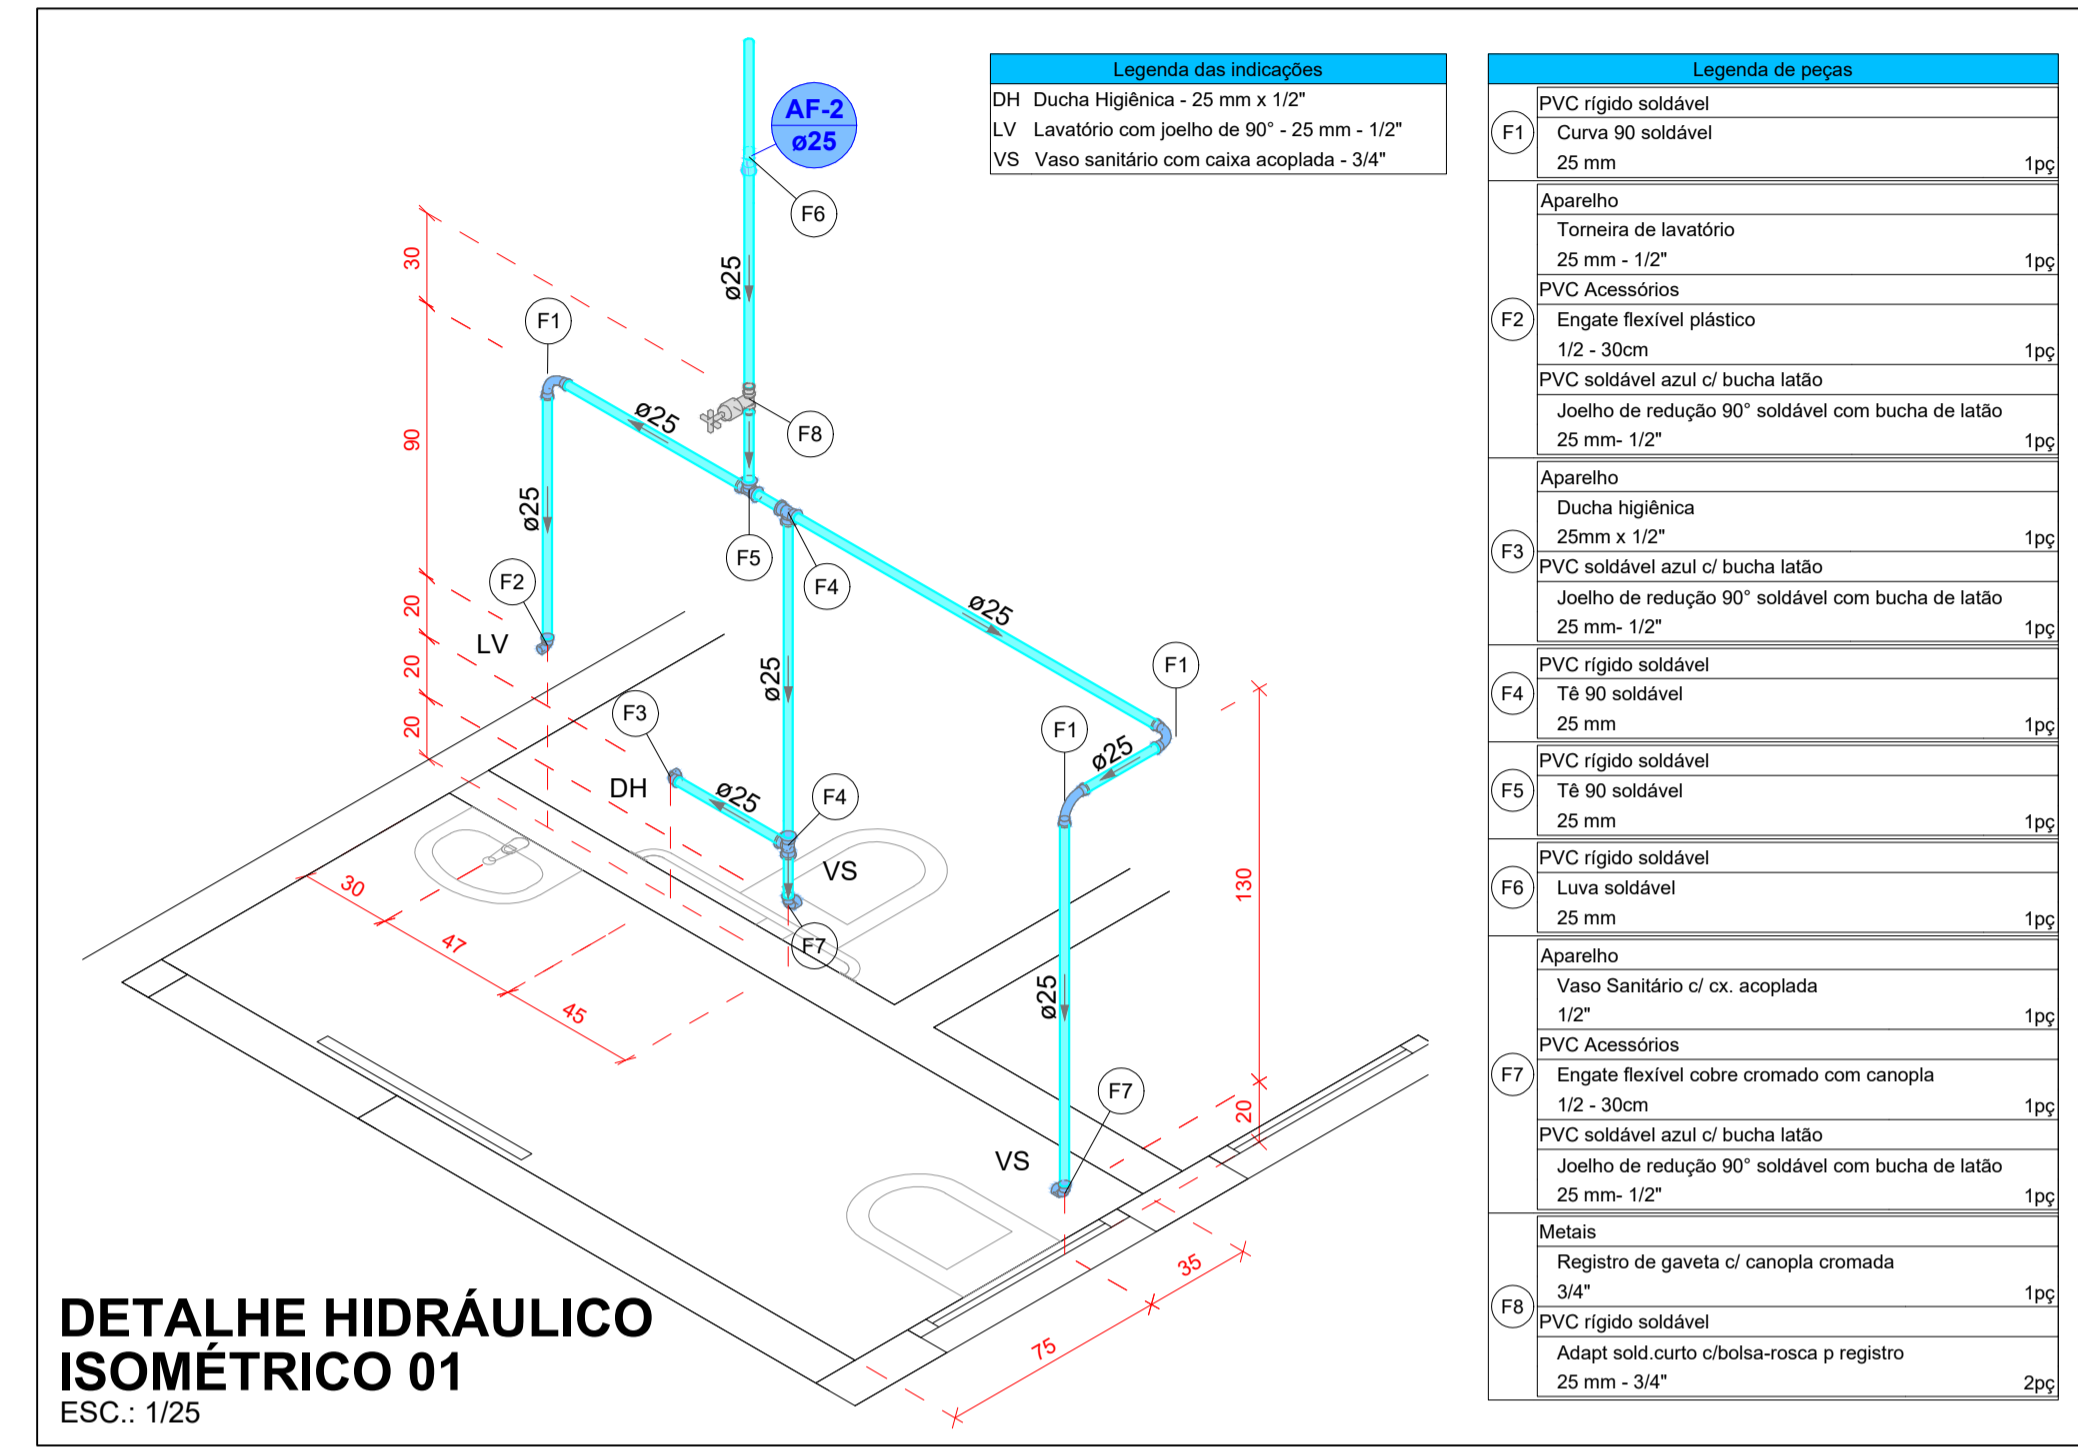 AF-2
ø25
F6
ø25
30
F1
ø25
F8
90
ø25
F5
F4
F2
20
LV
ø25
ø25
F1
20
F3
F1
20
DH
ø25
F4
ø25
VS
130
30
47
F7
45
ø25
F7
20
VS
35
75
DETALHE HIDRÁULICO
ISOMÉTRICO 01
ESC.: 1/25
Legenda das indicações
DH Ducha Higiênica - 25 mm x 1/2"
LV Lavatório com joelho de 90° - 25 mm - 1/2"
VS Vaso sanitário com caixa acoplada - 3/4"
Legenda de peças
F1
PVC rígido soldável
Curva 90 soldável
25 mm 1pç
F2
Aparelho
Torneira de lavatório
25 mm - 1/2" 1pç
PVC Acessórios
Engate flexível plástico
1/2 - 30cm 1pç
PVC soldável azul c/ bucha latão
Joelho de redução 90° soldável com bucha de latão
25 mm- 1/2" 1pç
F3
Aparelho
Ducha higiênica
25mm x 1/2" 1pç
PVC soldável azul c/ bucha latão
Joelho de redução 90° soldável com bucha de latão
25 mm- 1/2" 1pç
F4
PVC rígido soldável
Tê 90 soldável
25 mm 1pç
F5
PVC rígido soldável
Tê 90 soldável
25 mm 1pç
F6
PVC rígido soldável
Luva soldável
25 mm 1pç
F7
Aparelho
Vaso Sanitário c/ cx. acoplada
1/2" 1pç
PVC Acessórios
Engate flexível cobre cromado com canopla
1/2 - 30cm 1pç
PVC soldável azul c/ bucha latão
Joelho de redução 90° soldável com bucha de latão
25 mm- 1/2" 1pç
F8
Metais
Registro de gaveta c/ canopla cromada
3/4" 1pç
PVC rígido soldável
Adapt sold.curto c/bolsa-rosca p registro
25 mm - 3/4" 2pç